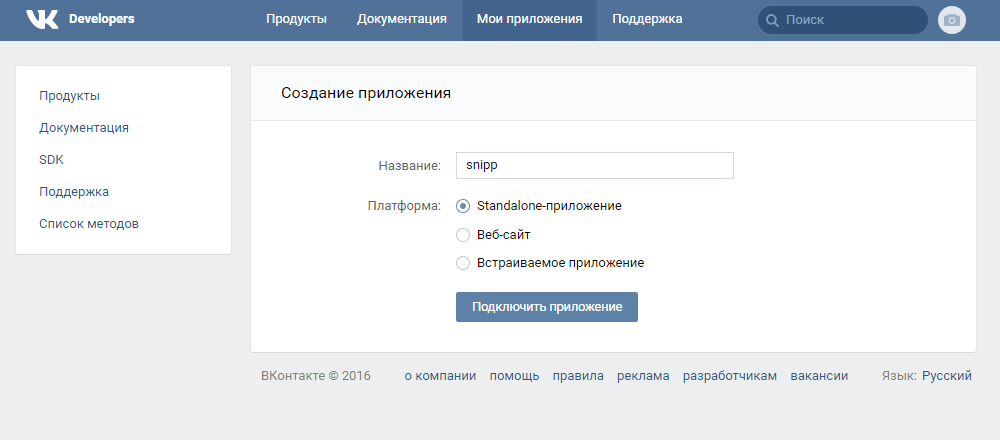 VK Developers Продукты Документация Мои приложения Поддержка Поиск
Продукты
Документация
SDK
Поддержка
Список методов
Создание приложения
Название: snipp
Платформа: Standalone-приложение
Веб-сайт
Встраиваемое приложение
Подключить приложение
ВКонтакте © 2016 о компании помощь правила реклама разработчикам вакансии Язык: Русский